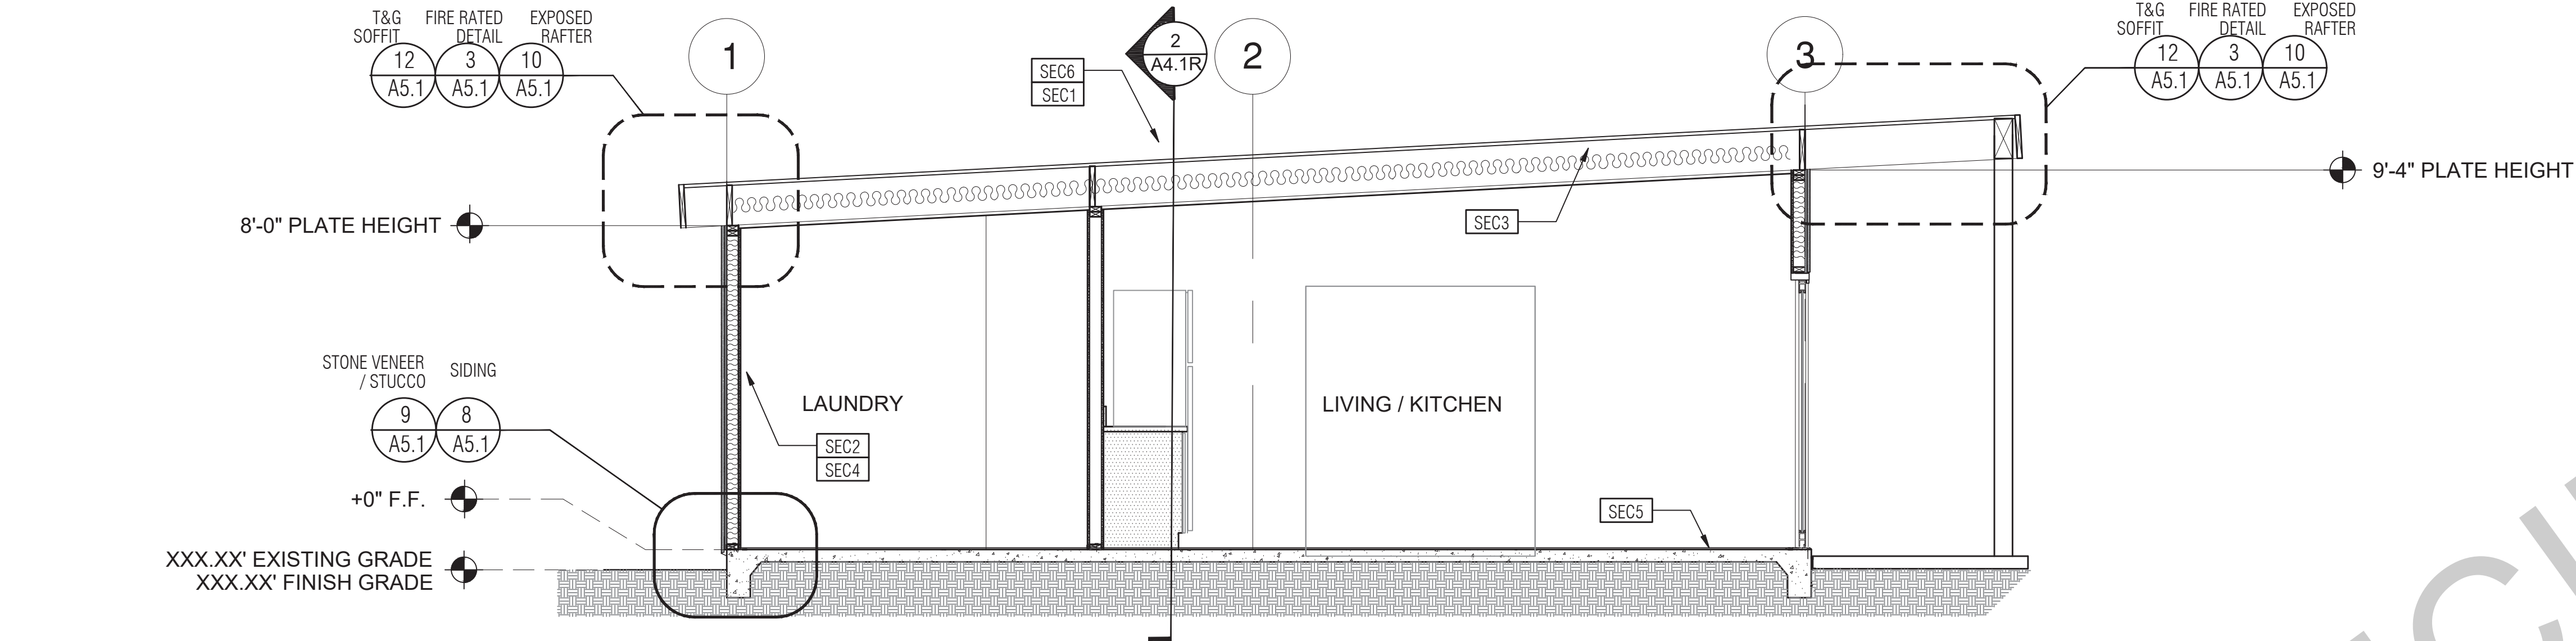 T&G
SOFFIT
FIRE RATED
DETAIL
EXPOSED
RAFTER
12
A5.1
3
A5.1
10
A5.1
1
SEC6
SEC1
2
A4.1R
2
3
T&G
SOFFIT
FIRE RATED
DETAIL
EXPOSED
RAFTER
12
A5.1
3
A5.1
10
A5.1
8'-0" PLATE HEIGHT
9'-4" PLATE HEIGHT
SEC3
STONE VENEER
/ STUCCO
SIDING
9
A5.1
8
A5.1
LAUNDRY
LIVING / KITCHEN
SEC2
SEC4
+0" F.F.
SEC5
XXX.XX' EXISTING GRADE
XXX.XX' FINISH GRADE